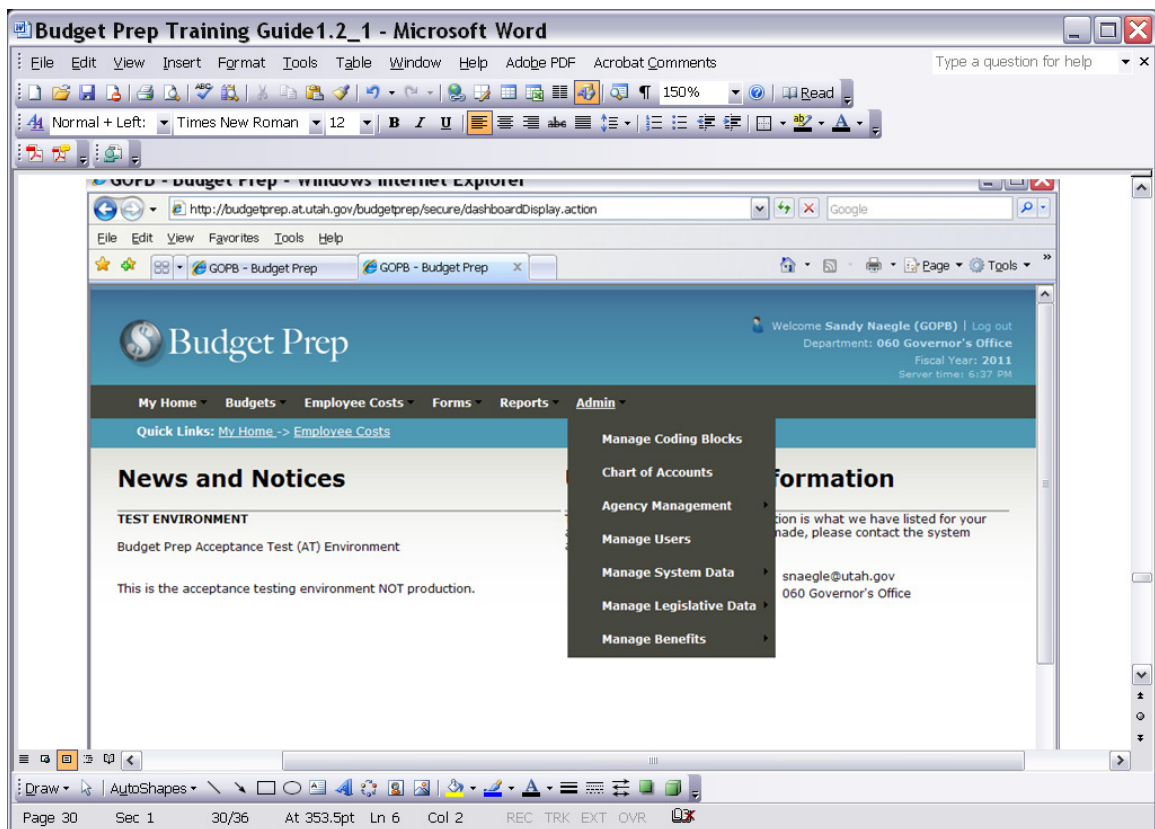 Budget Prep Training Guide1.2_1 - Microsoft Word
File Edit View Insert Format Tools Table Window Help Adobe PDF Acrobat Comments Type a question for help
150% Read
Normal + Left: Times New Roman 12 B I U
GOPB - Budget Prep - Windows Internet Explorer
http://budgetprep.at.utah.gov/budgetprep/secure/dashboardDisplay.action Google
File Edit View Favorites Tools Help
GOPB - Budget Prep GOPB - Budget Prep Page Tools
Budget Prep
Welcome Sandy Naegle (GOPB) | Log out
Department: 060 Governor's Office
Fiscal Year: 2011
Server time: 6:37 PM
My Home Budgets Employee Costs Forms Reports Admin
Quick Links: My Home -> Employee Costs
Manage Coding Blocks
Chart of Accounts
Agency Management
Manage Users
Manage System Data
Manage Legislative Data
Manage Benefits
News and Notices
TEST ENVIRONMENT
Budget Prep Acceptance Test (AT) Environment
This is the acceptance testing environment NOT production.
formation
tion is what we have listed for your
made, please contact the system
snaegle@utah.gov
060 Governor's Office
Draw AutoShapes
Page 30 Sec 1 30/36 At 353.5pt Ln 6 Col 2 REC TRK EXT OVR